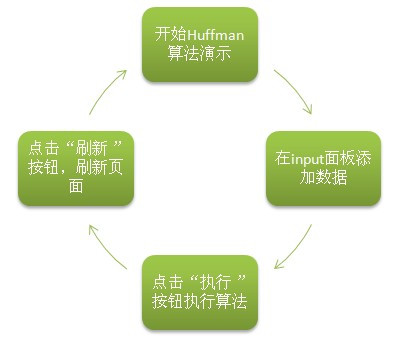 开始Huffman
算法演示
在input面板添
加数据
点击“执行 ”
按钮执行算法
点击“刷新 ”
按钮，刷新页
面